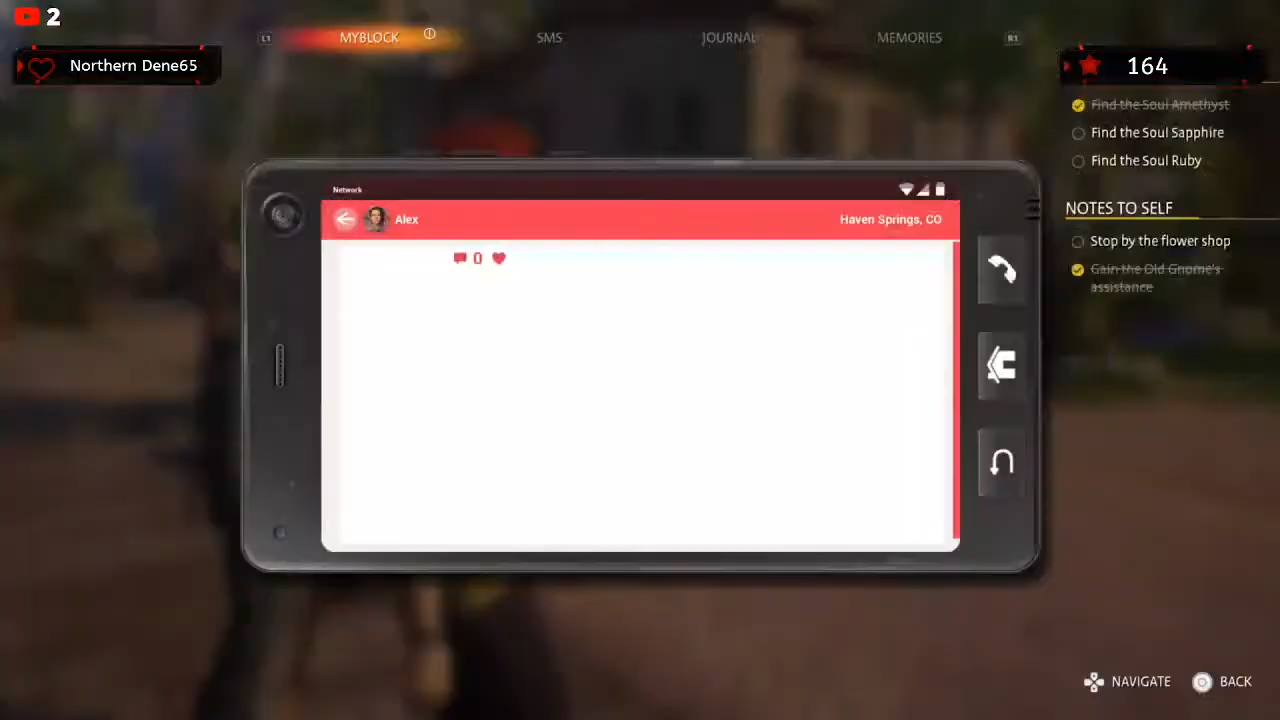 2
L1
MYBLOCK
SMS
JOURNAL
MEMORIES
R1
Northern Dene65
164
Find the Soul Amethyst
Find the Soul Sapphire
Find the Soul Ruby
NOTES TO SELF
Stop by the flower shop
Gain the Old Gnome's
assistance
Network
Alex
Haven Springs, CO
0
NAVIGATE
BACK